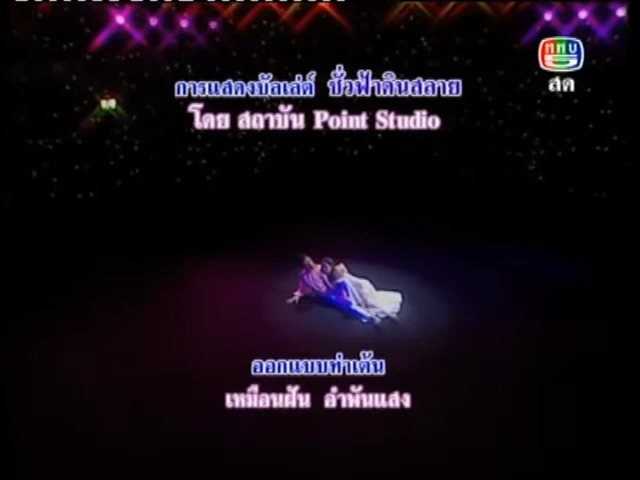 ททบ
สด
การแสดงบัลเล่ต์ ชั่วฟ้าดินสลาย
โดย สถาบัน Point Studio
ออกแบบท่าเต้น
เหมือนฝัน อำพันแสง